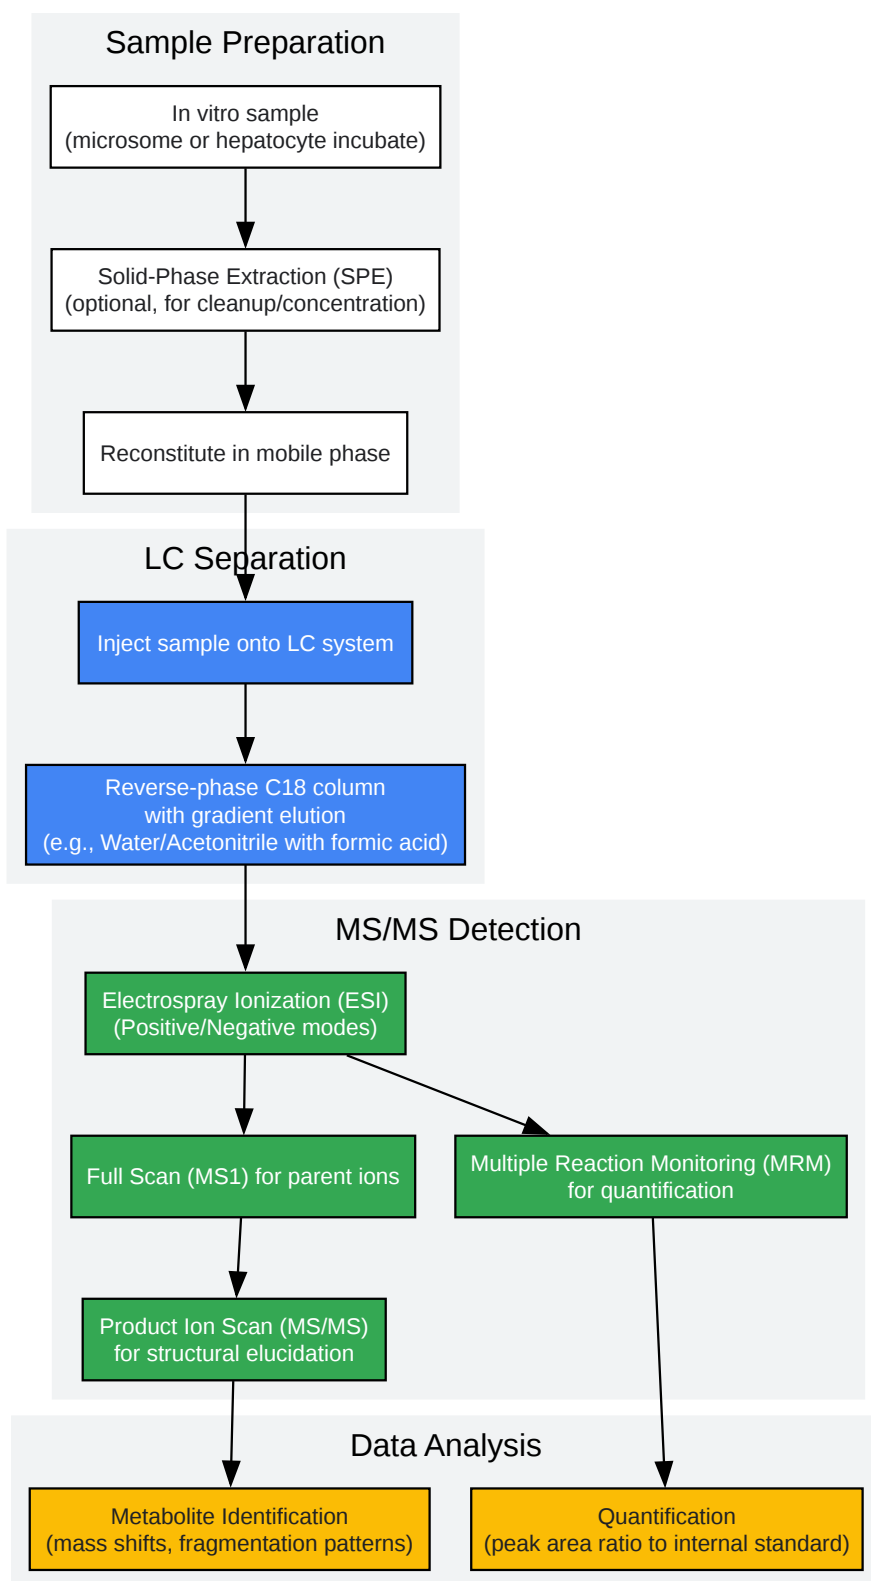 Sample Preparation
In vitro sample
(microsome or hepatocyte incubate)
Solid-Phase Extraction (SPE)
(optional, for cleanup/concentration)
Reconstitute in mobile phase
LC Separation
Inject sample onto LC system
Reverse-phase C18 column
with gradient elution
(e.g., Water/Acetonitrile with formic acid)
MS/MS Detection
Electrospray Ionization (ESI)
(Positive/Negative modes)
Full Scan (MS1) for parent ions
Multiple Reaction Monitoring (MRM)
for quantification
Product Ion Scan (MS/MS)
for structural elucidation
Data Analysis
Metabolite Identification
(mass shifts, fragmentation patterns)
Quantification
(peak area ratio to internal standard)